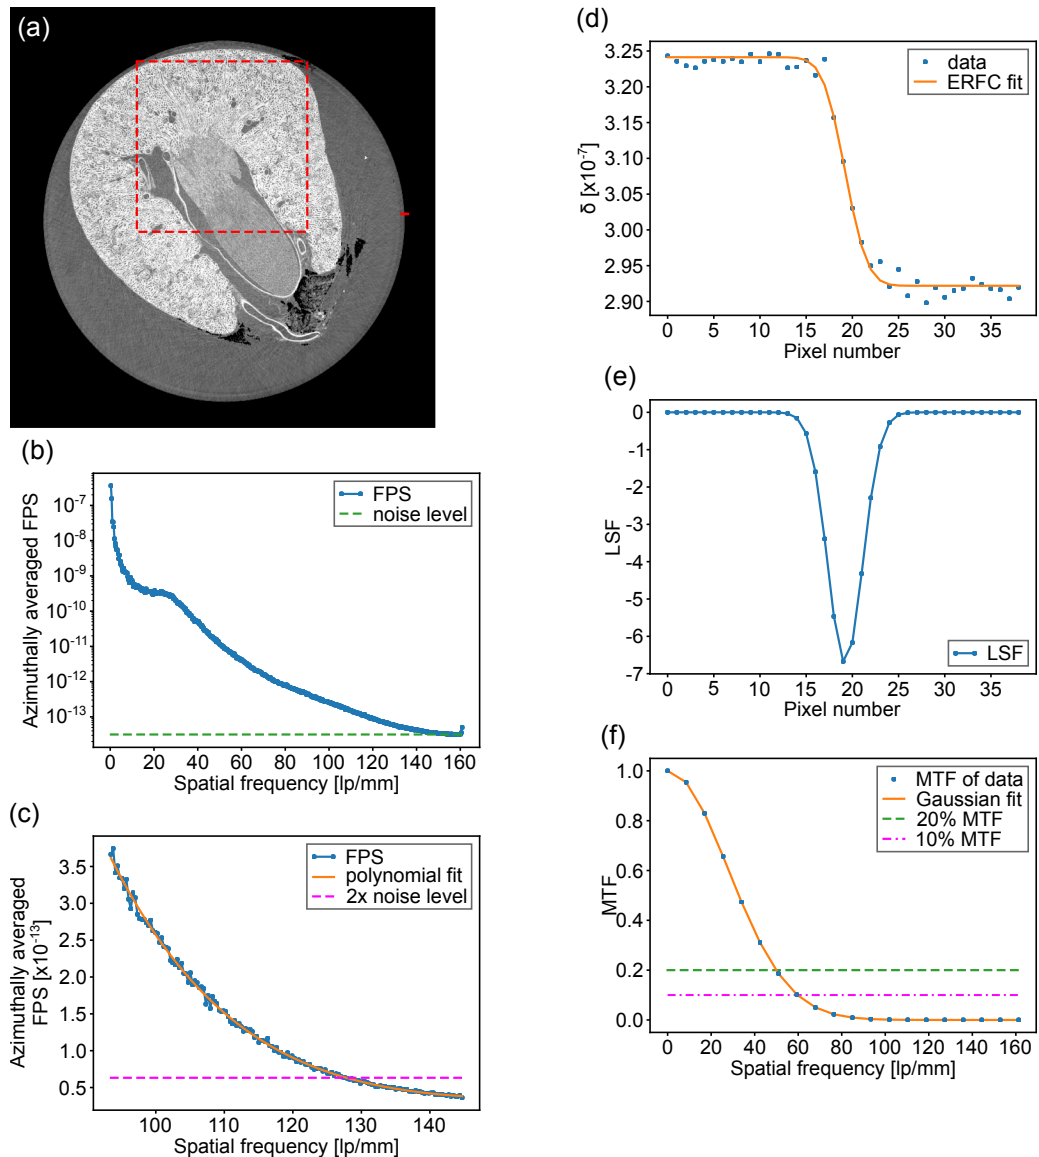 (a)
(b)
10⁻⁷
10⁻⁸
10⁻⁹
10⁻¹⁰
10⁻¹¹
10⁻¹²
10⁻¹³
Azimuthally averaged FPS
FPS
noise level
0 20 40 60 80 100 120 140 160
Spatial frequency [lp/mm]
(c)
3.5
3.0
2.5
2.0
1.5
1.0
0.5
Azimuthally averaged
FPS [x10⁻¹³]
FPS
polynomial fit
2x noise level
100 110 120 130 140
Spatial frequency [lp/mm]
(d)
3.25
3.20
3.15
3.10
3.05
3.00
2.95
2.90
δ [x10⁻⁷]
data
ERFC fit
0 5 10 15 20 25 30 35
Pixel number
(e)
0
-1
-2
-3
-4
-5
-6
-7
LSF
LSF
0 5 10 15 20 25 30 35
Pixel number
(f)
1.0
0.8
0.6
0.4
0.2
0.0
MTF
MTF of data
Gaussian fit
20% MTF
10% MTF
0 20 40 60 80 100 120 140 160
Spatial frequency [lp/mm]